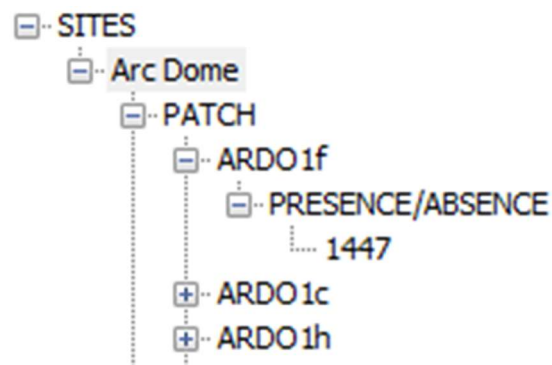 SITES
Arc Dome
PATCH
ARDO1f
PRESENCE/ABSENCE
1447
ARDO1c
ARDO1h